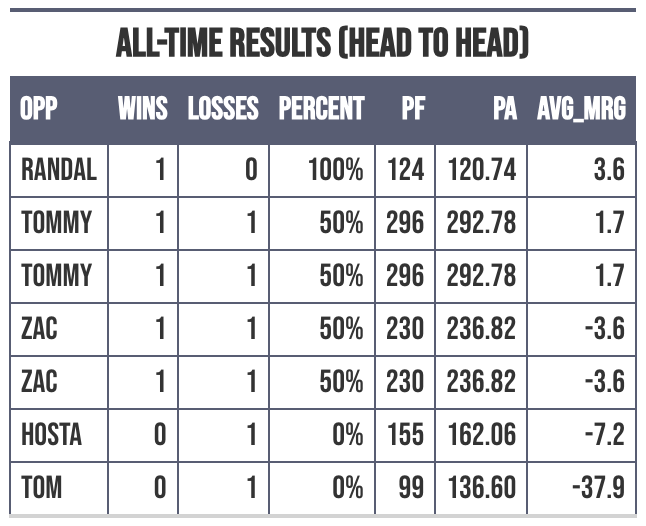 ALL-TIME RESULTS (HEAD TO HEAD)
OPP WINS LOSSES PERCENT PF PA AVG_MRG
RANDAL 1 0 100% 124 120.74 3.6
TOMMY 1 1 50% 296 292.78 1.7
TOMMY 1 1 50% 296 292.78 1.7
ZAC 1 1 50% 230 236.82 -3.6
ZAC 1 1 50% 230 236.82 -3.6
HOSTA 0 1 0% 155 162.06 -7.2
TOM 0 1 0% 99 136.60 -37.9